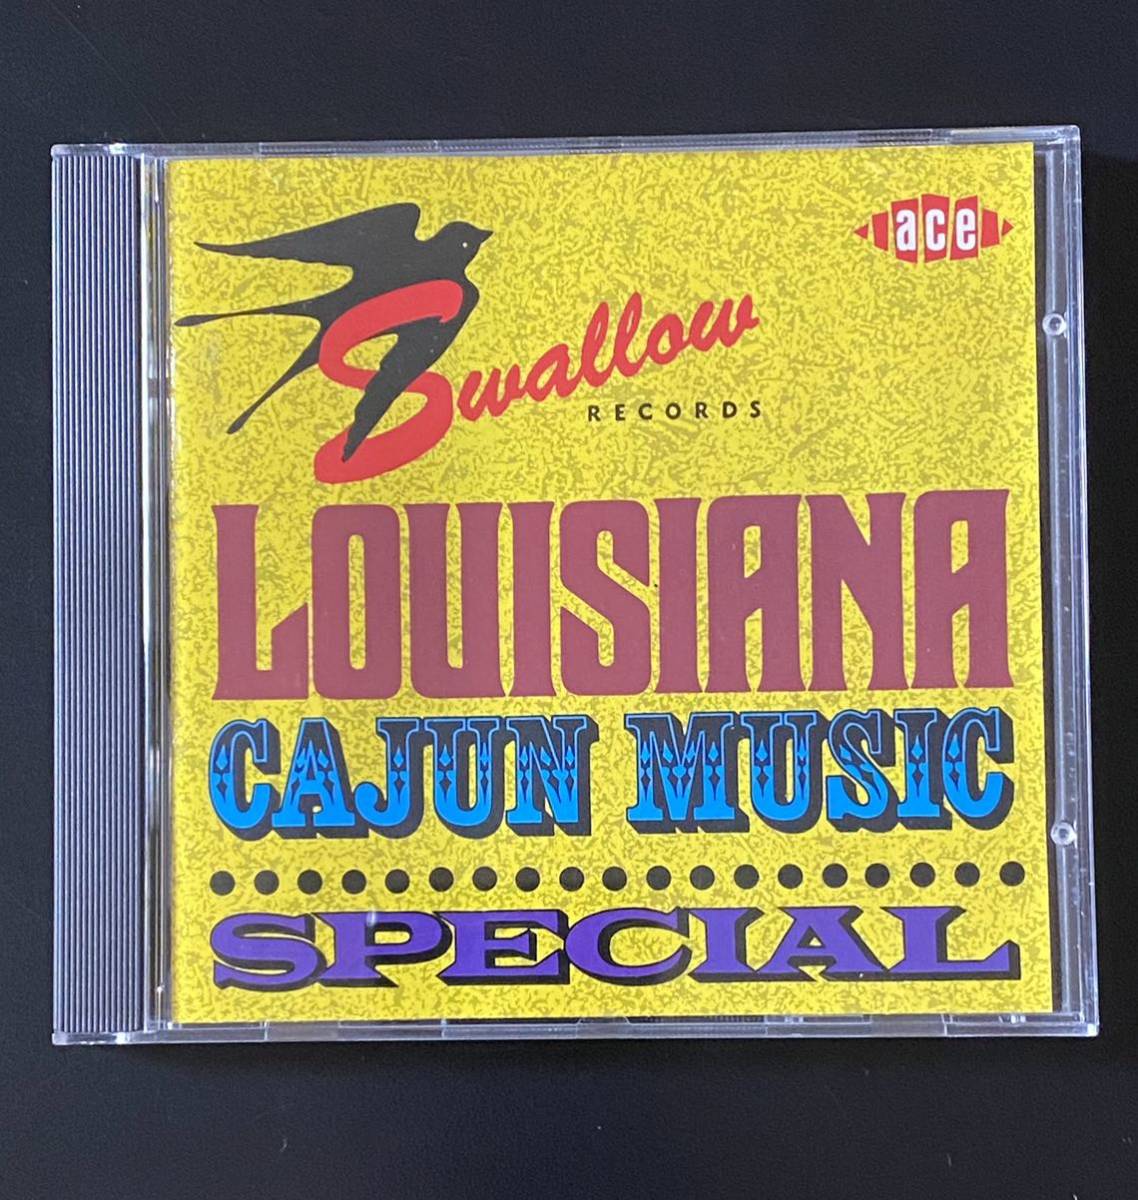 ace
Swallow
RECORDS
LOUISIANA
CAJUN MUSIC
SPECIAL